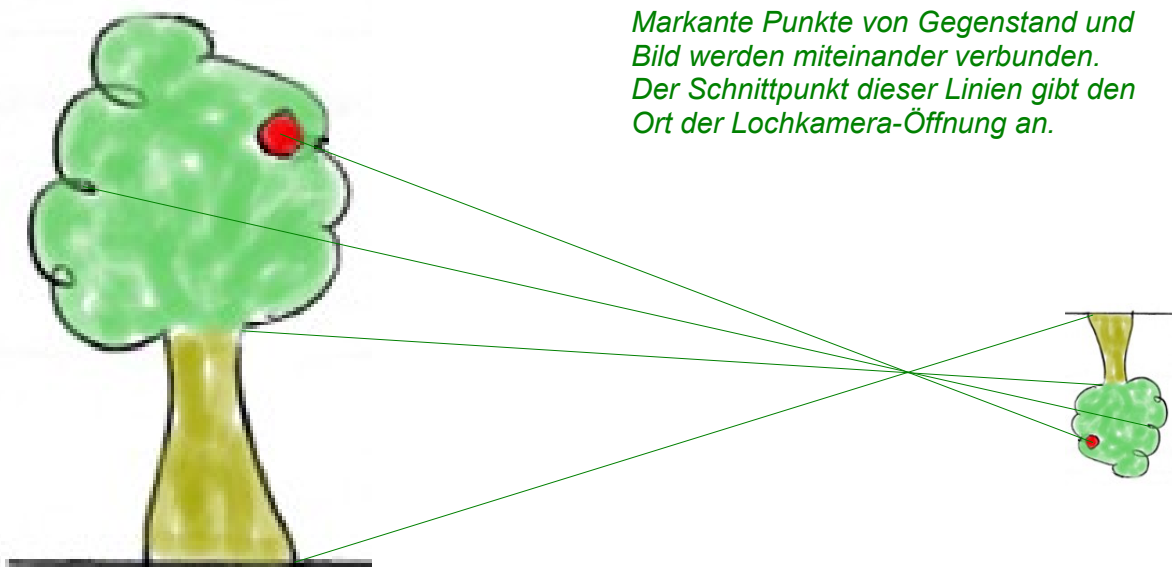 Markante Punkte von Gegenstand und
Bild werden miteinander verbunden.
Der Schnittpunkt dieser Linien gibt den
Ort der Lochkamera-Öffnung an.